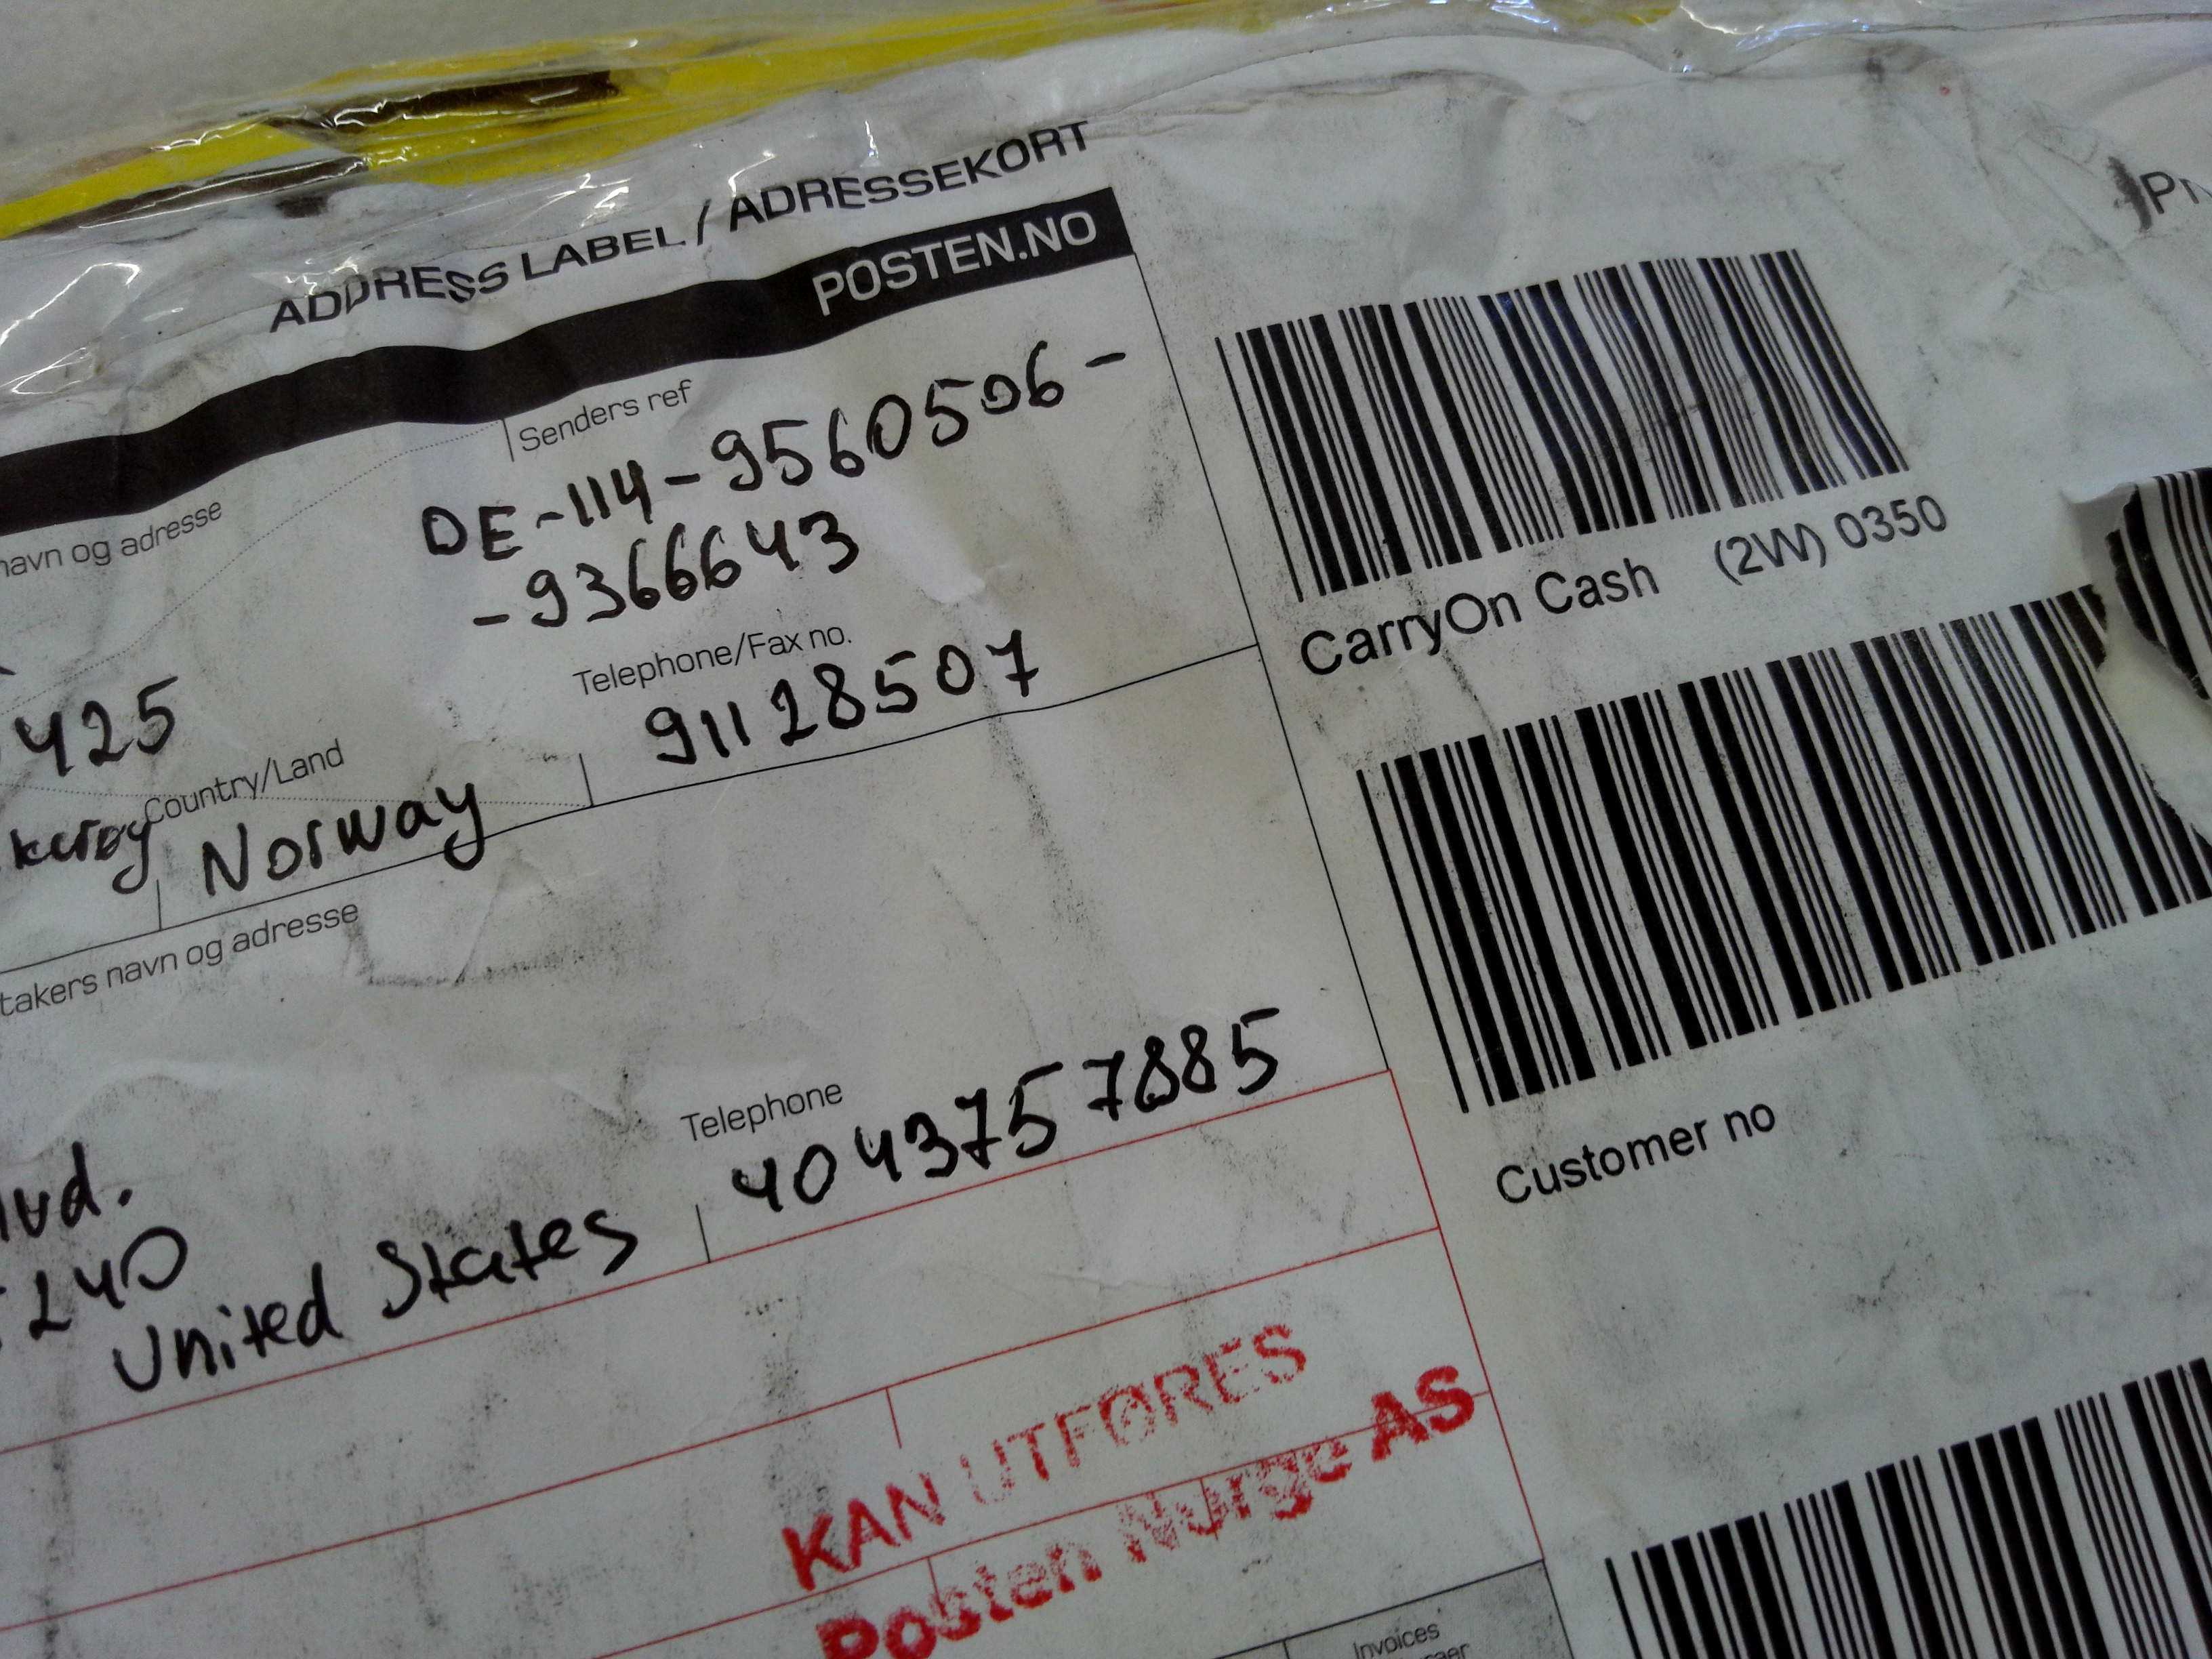 ADDRESS LABEL / ADRESSEKORT
POSTEN.NO
Senders ref
DE-114-9560506-
-9366643
navn og adresse
Telephone/Fax no.
91128507
425
Country/Land
Norway
takers navn og adresse
Telephone
4043757885
240
United States
KAN UTFØRES
Posten Norge AS
CarryOn Cash (2W) 0350
Customer no
Invoices